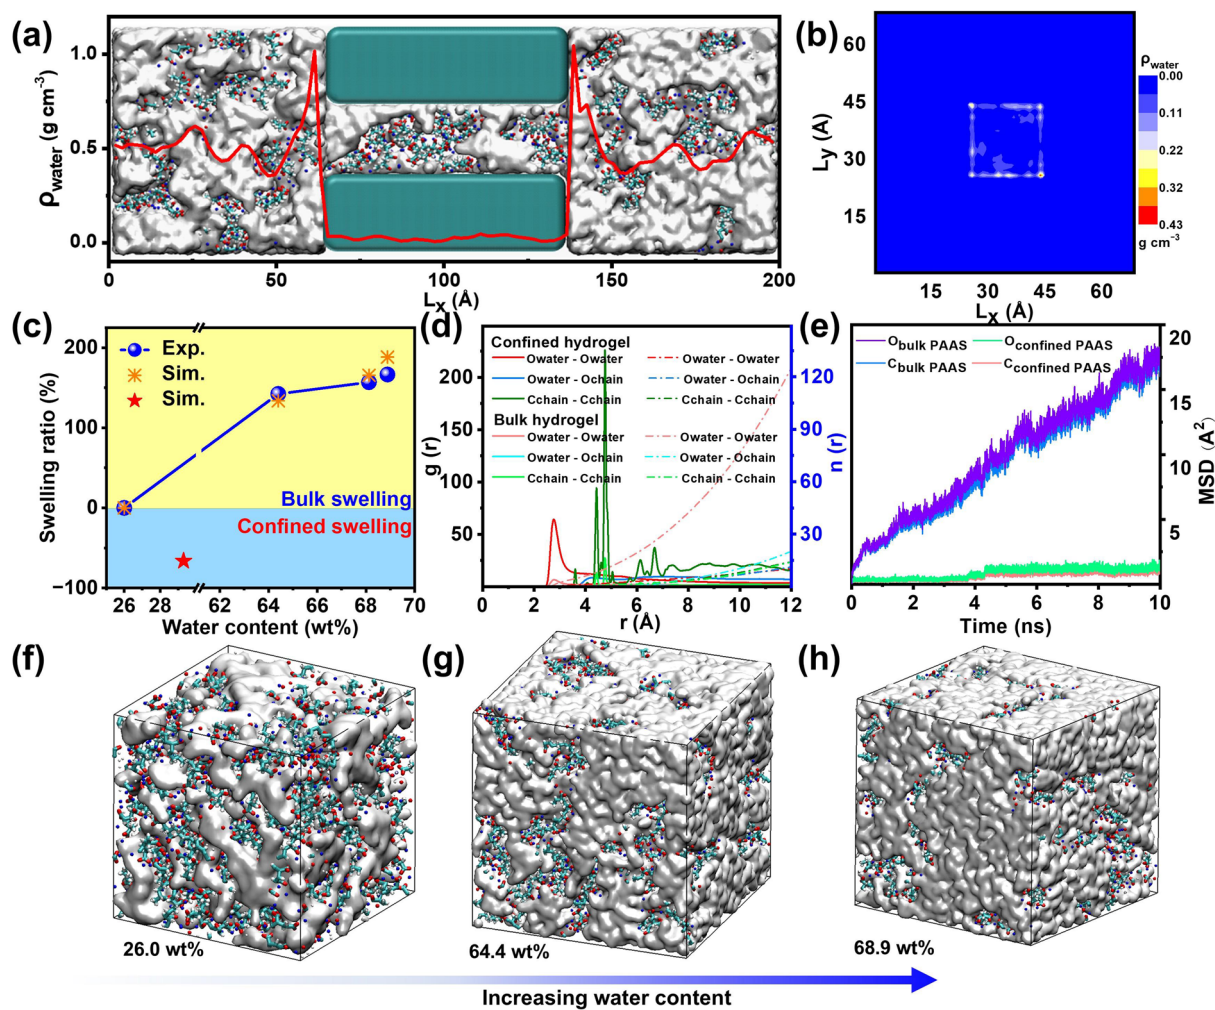 (a)
ρwater (g cm⁻³)
1.0
0.5
0.0
0 50 100 150 200
LX (Å)
(b)
60
45
30
15
Ly (Å)
15 30 45 60
LX (Å)
ρwater
0.00
0.11
0.22
0.32
0.43
g cm⁻³
(c)
Swelling ratio (%)
200
100
0
−100
Exp.
Sim.
Sim.
Bulk swelling
Confined swelling
26 28 62 64 66 68 70
Water content (wt%)
(d)
g (r)
200
150
100
50
Confined hydrogel
Owater - Owater Owater - Owater
Owater - Ochain Owater - Ochain
Cchain - Cchain Cchain - Cchain
Bulk hydrogel
Owater - Owater Owater - Owater
Owater - Ochain Owater - Ochain
Cchain - Cchain Cchain - Cchain
120
90
60
30
0
n (r)
0 2 4 6 8 10 12
r (Å)
(e)
Obulk PAAS Oconfined PAAS
Cbulk PAAS Cconfined PAAS
20
15
10
5
0
MSD (Å²)
0 2 4 6 8 10
Time (ns)
(f)
26.0 wt%
(g)
64.4 wt%
(h)
68.9 wt%
Increasing water content